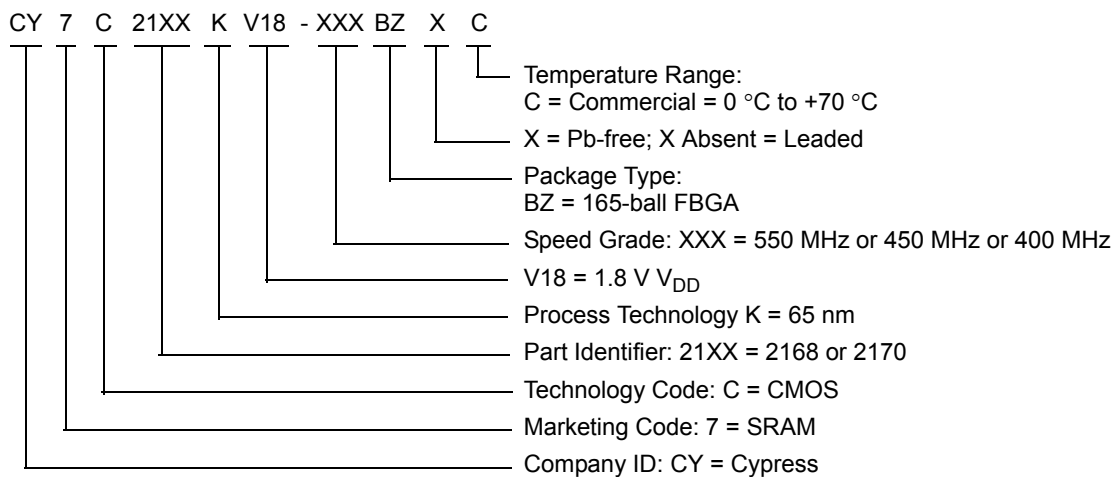 CY 7 C 21XX K V18 - XXX BZ X C
Temperature Range:
C = Commercial = 0 °C to +70 °C
X = Pb-free; X Absent = Leaded
Package Type:
BZ = 165-ball FBGA
Speed Grade: XXX = 550 MHz or 450 MHz or 400 MHz
V18 = 1.8 V VDD
Process Technology K = 65 nm
Part Identifier: 21XX = 2168 or 2170
Technology Code: C = CMOS
Marketing Code: 7 = SRAM
Company ID: CY = Cypress